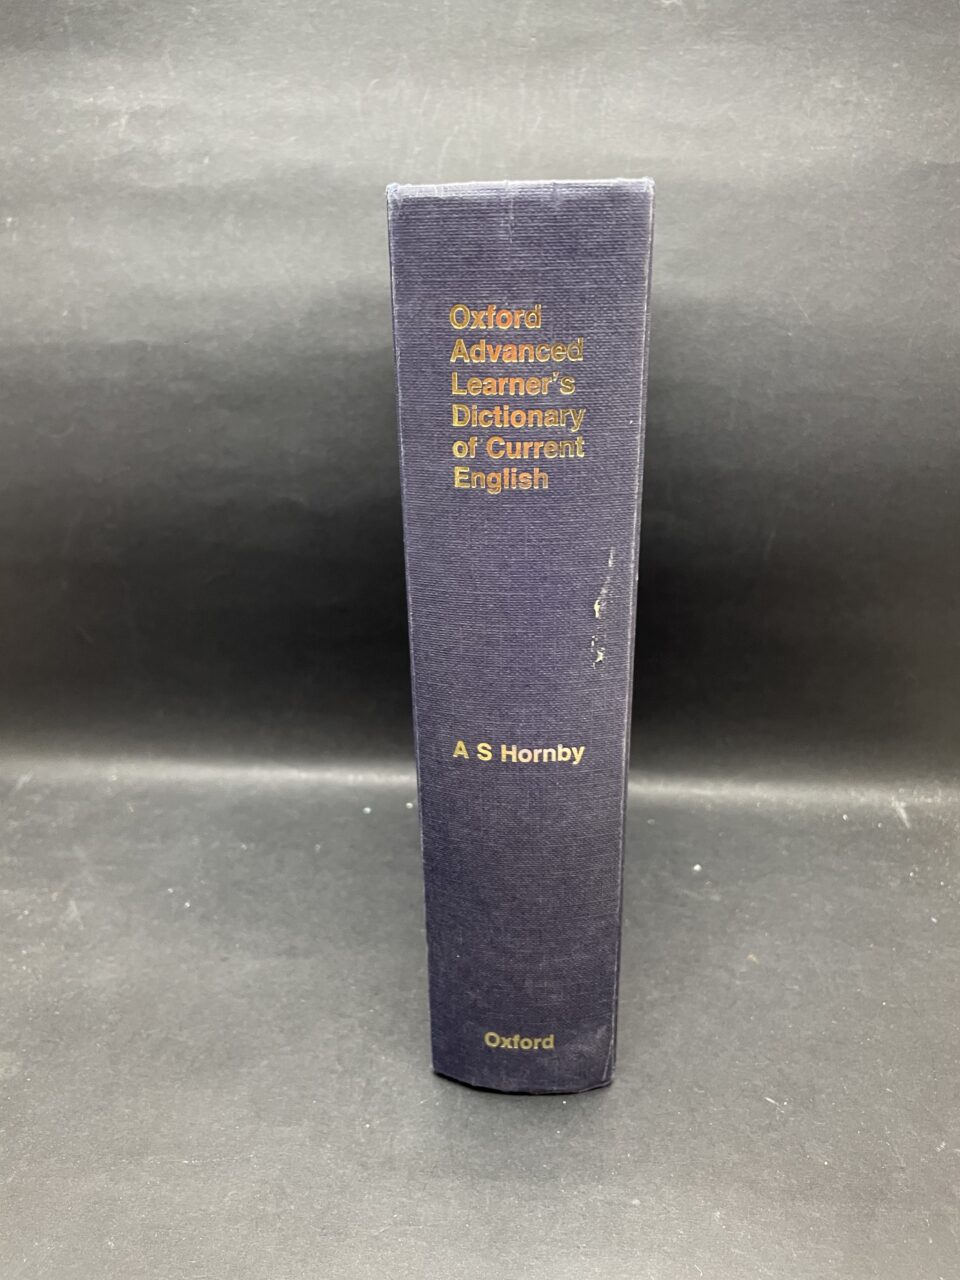 Oxford
Advanced
Learner's
Dictionary
of Current
English
A S Hornby
Oxford